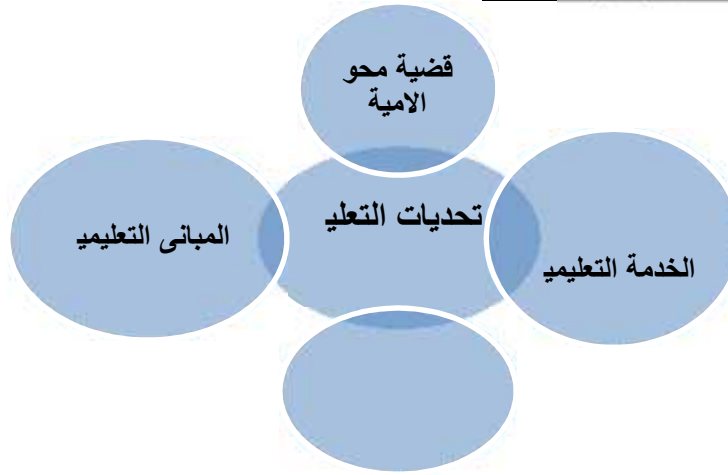 قضية محو
الامية
تحديات التعلي
المبانى التعليمي
الخدمة التعليمي